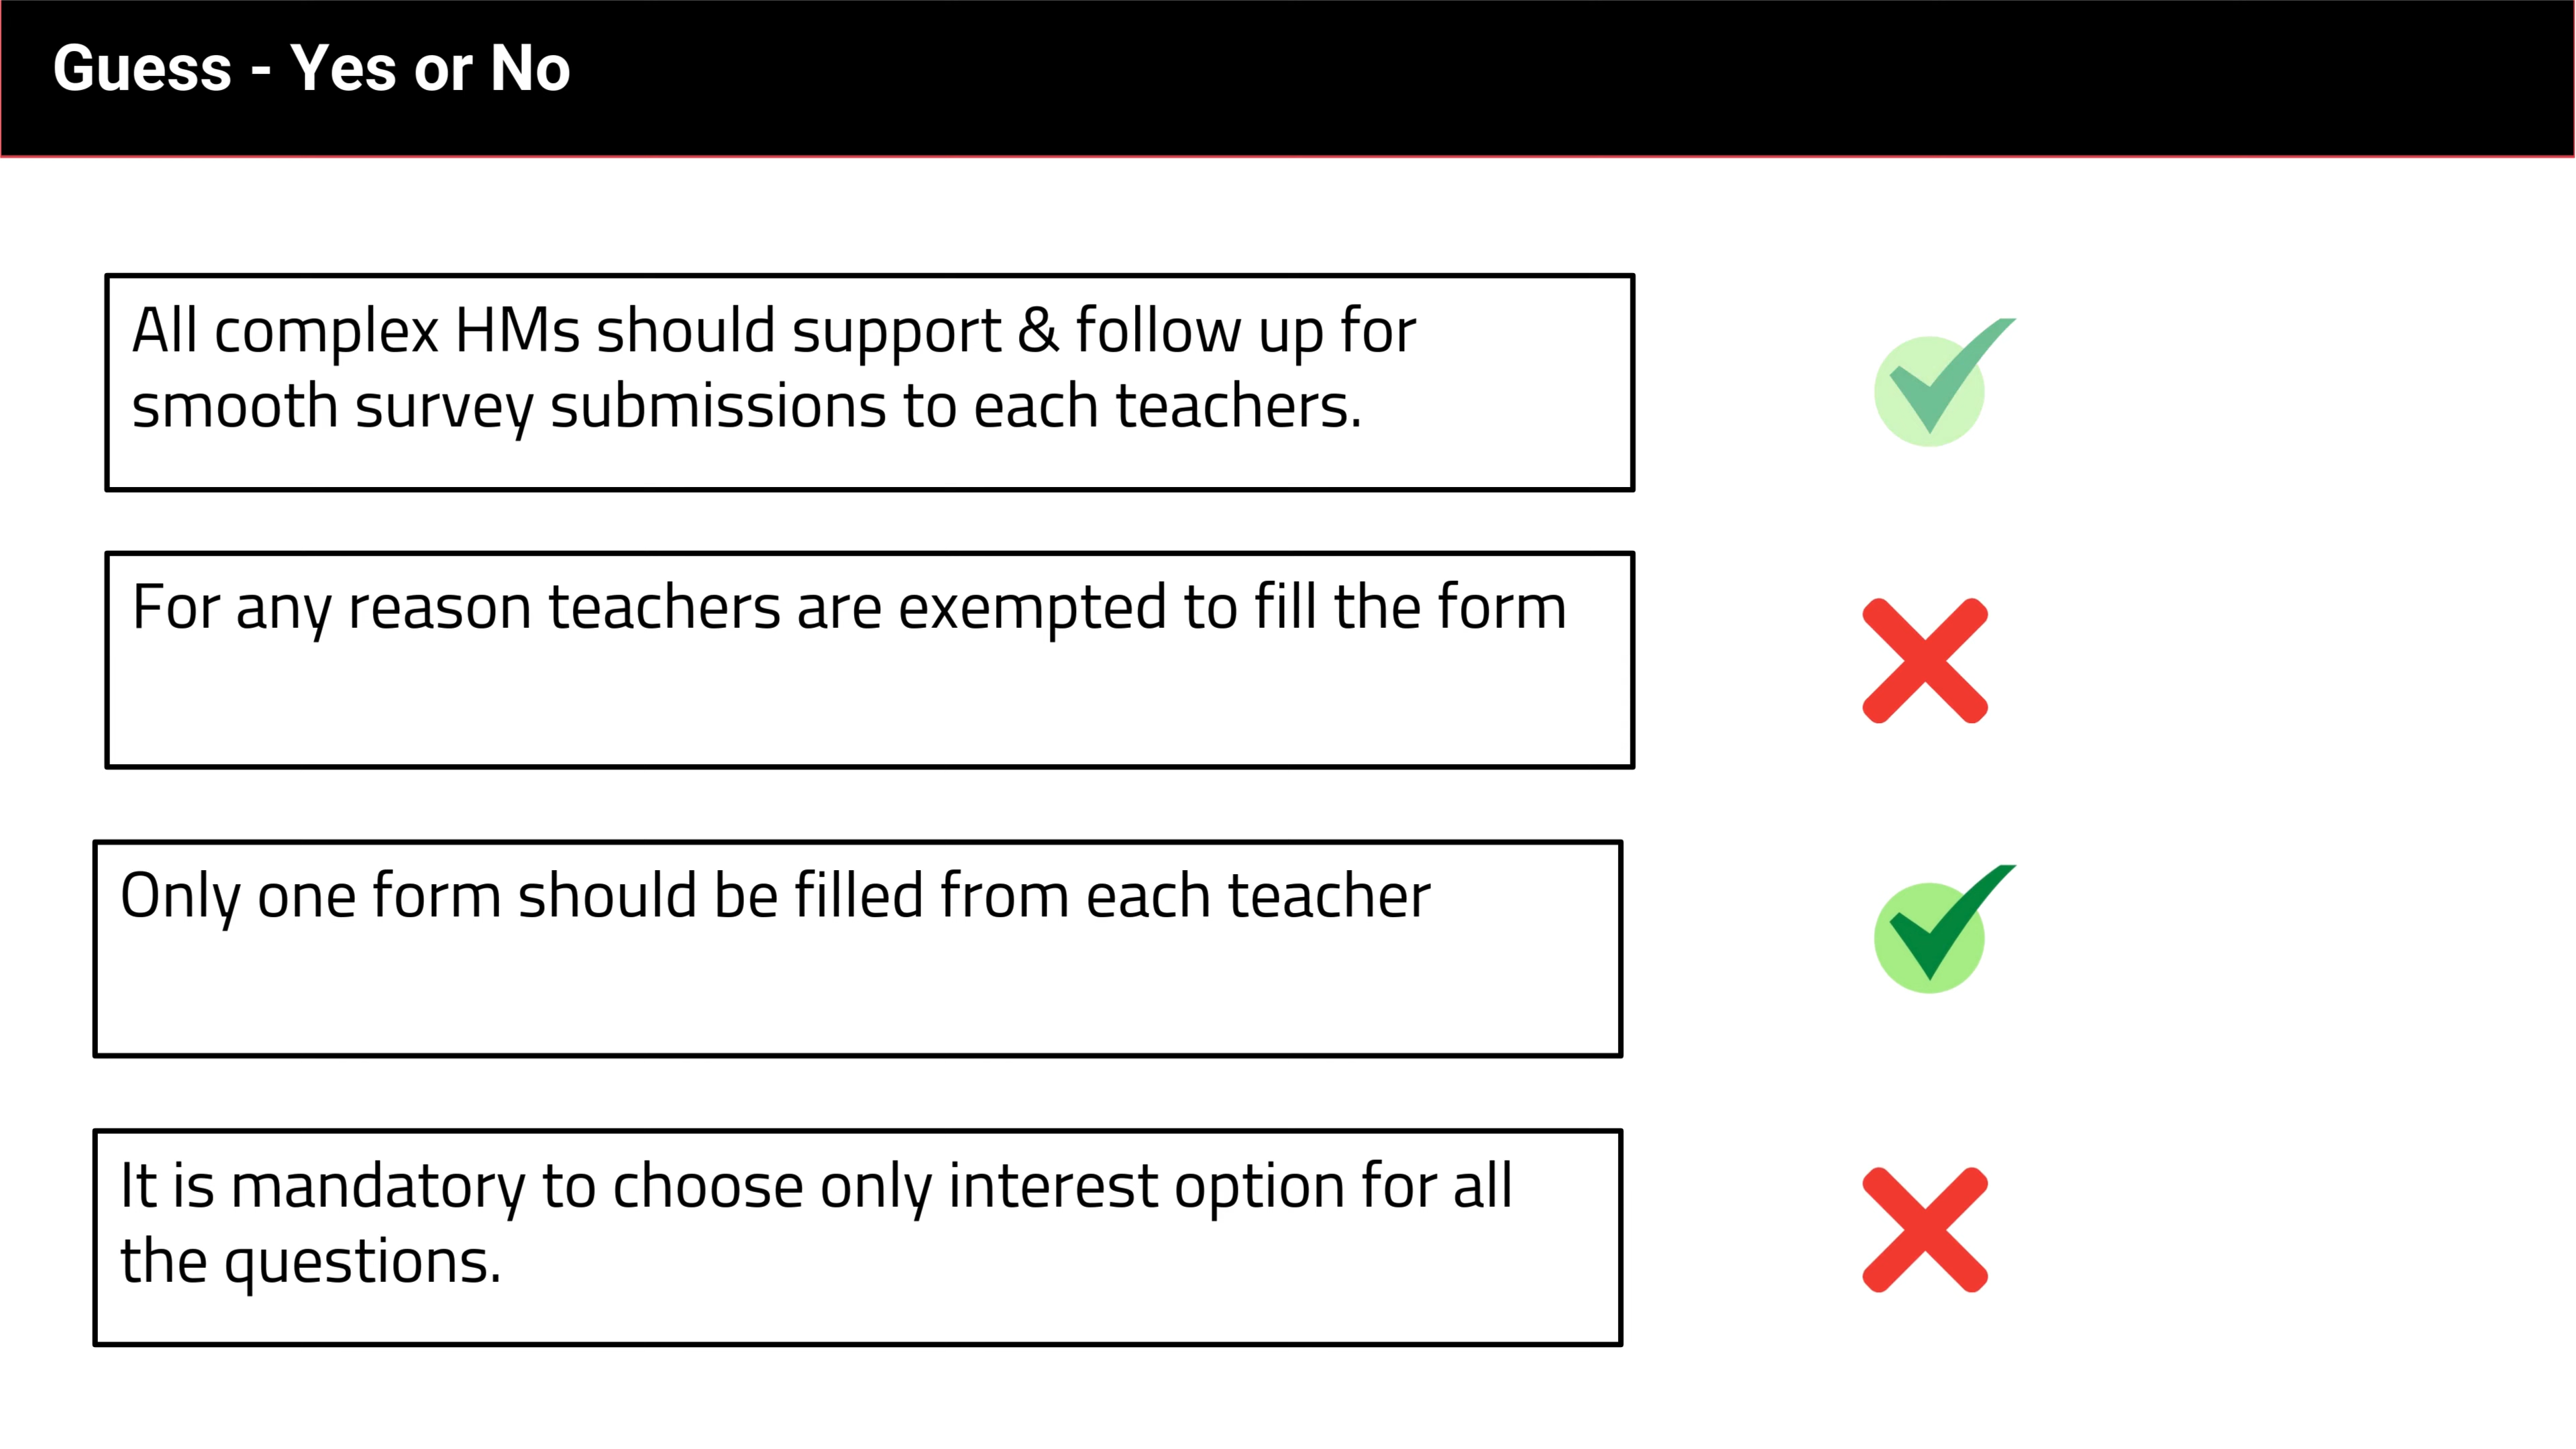 Guess - Yes or No
All complex HMs should support & follow up for
smooth survey submissions to each teachers.
For any reason teachers are exempted to fill the form
Only one form should be filled from each teacher
It is mandatory to choose only interest option for all
the questions.